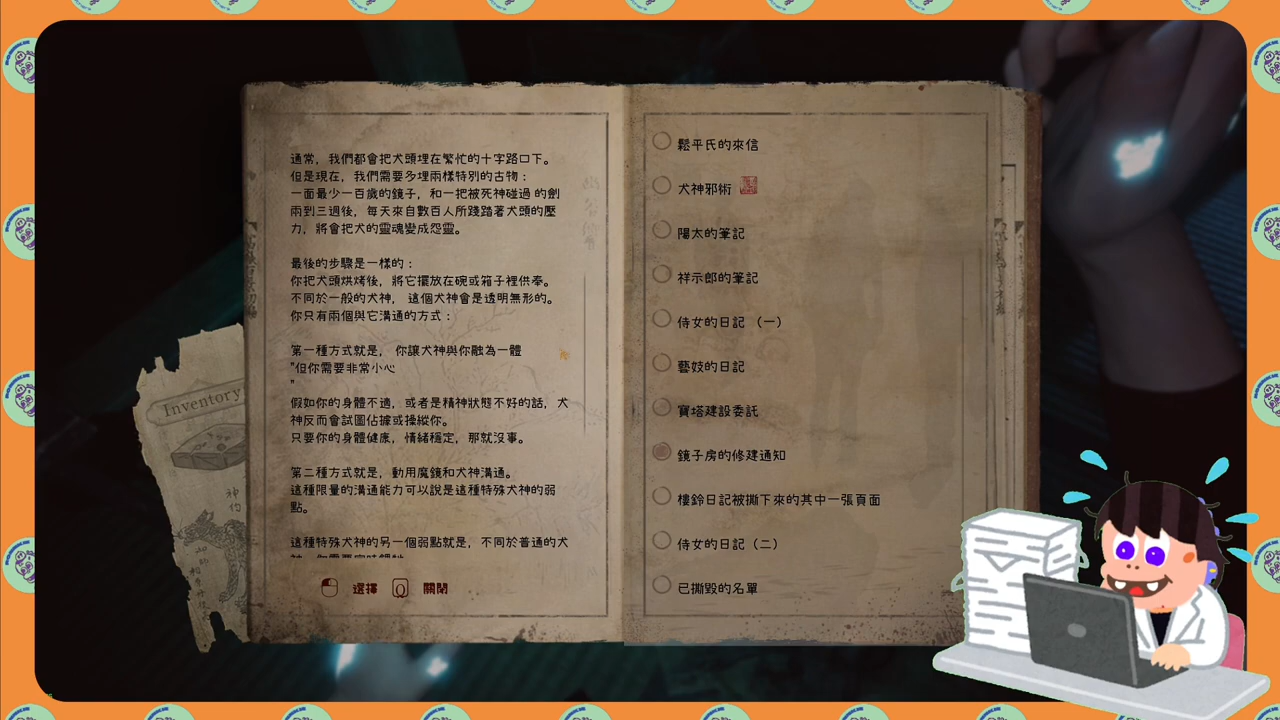 通常，我們都會把犬頭埋在繁忙的十字路口下。
但是現在，我們需要多埋兩樣特別的古物：
一面最少一百歲的鏡子，和一把被死神碰過 的劍
兩到三週後，每天來自數百人所踐踏著犬頭的壓
力，將會把犬的靈魂變成怨靈。
最後的步驟是一樣的：
你把犬頭烘烤後，將它擺放在碗或箱子裡供奉。
不同於一般的犬神， 這個犬神會是透明無形的。
你只有兩個與它溝通的方式：
第一種方式就是， 你讓犬神與你融為一體
"但你需要非常小心
"
假如你的身體不適，或者是精神狀態不好的話，犬
神反而會試圖佔據或操縱你。
只要你的身體健康，情緒穩定，那就沒事。
第二種方式就是，動用魔鏡和犬神溝通。
這種限量的溝通能力可以說是這種特殊犬神的弱
點。
這種特殊犬神的另一個弱點就是，不同於普通的犬
選擇 Q 關閉
鬆平氏的來信
犬神邪術
陽太的筆記
祥示郎的筆記
侍女的日記 （一）
藝妓的日記
寶塔建設委託
鏡子房的修建通知
樓鈴日記被撕下來的其中一張頁面
侍女的日記（二）
已撕毀的名單
Inventory